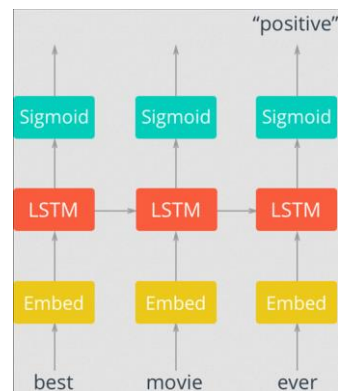 “positive”
Sigmoid Sigmoid Sigmoid
LSTM LSTM LSTM
Embed Embed Embed
best movie ever